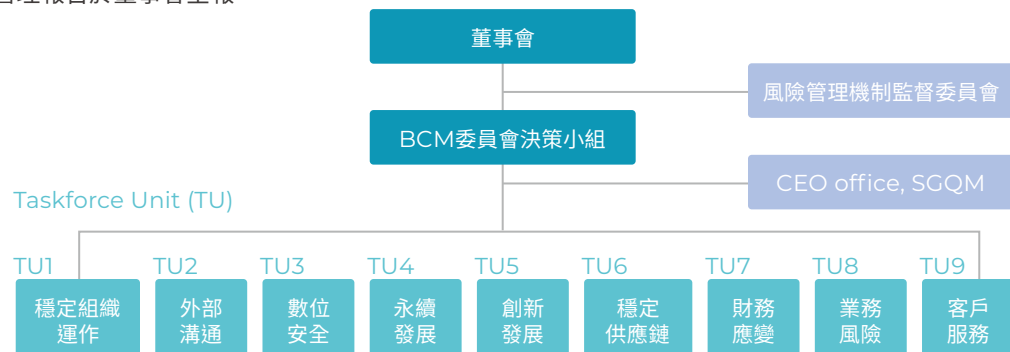 董事會
風險管理機制監督委員會
BCM委員會決策小組
CEO office, SGQM
Taskforce Unit (TU)
TU1
TU2
TU3
TU4
TU5
TU6
TU7
TU8
TU9
穩定組織
運作
外部
溝通
數位
安全
永續
發展
創新
發展
穩定
供應鏈
財務
應變
業務
風險
客戶
服務